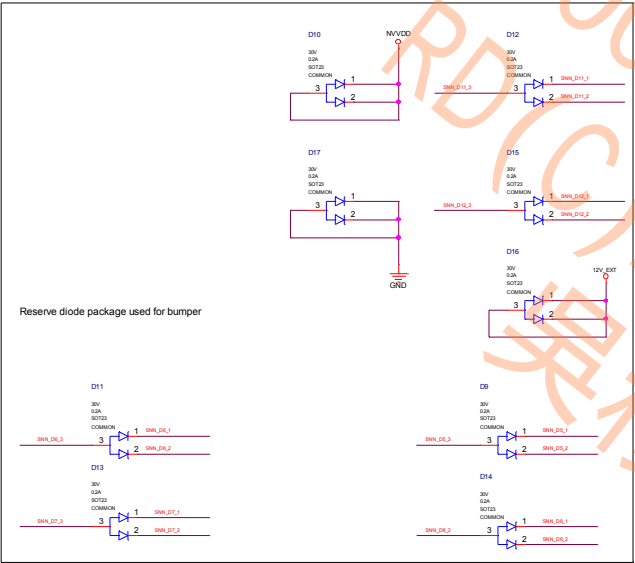 D10
30V
0.2A
SOT23
COMMON
NVVDD
3
1
2
D12
30V
0.2A
SOT23
COMMON
SNN_D11_3
3
1
2
SNN_D11_1
SNN_D11_2
D17
30V
0.2A
SOT23
COMMON
3
1
2
GND
D15
30V
0.2A
SOT23
COMMON
SNN_D12_3
3
1
2
SNN_D12_1
SNN_D12_2
D16
30V
0.2A
SOT23
COMMON
12V_EXT
3
1
2
Reserve diode package used for bumper
D11
30V
0.2A
SOT23
COMMON
SNN_D6_3
3
1
2
SNN_D6_1
SNN_D6_2
D9
30V
0.2A
SOT23
COMMON
SNN_D5_3
3
1
2
SNN_D5_1
SNN_D5_2
D13
30V
0.2A
SOT23
COMMON
SNN_D7_3
3
1
2
SNN_D7_1
SNN_D7_2
D14
30V
0.2A
SOT23
COMMON
SNN_D8_3
3
1
2
SNN_D8_1
SNN_D8_2
RD(C)